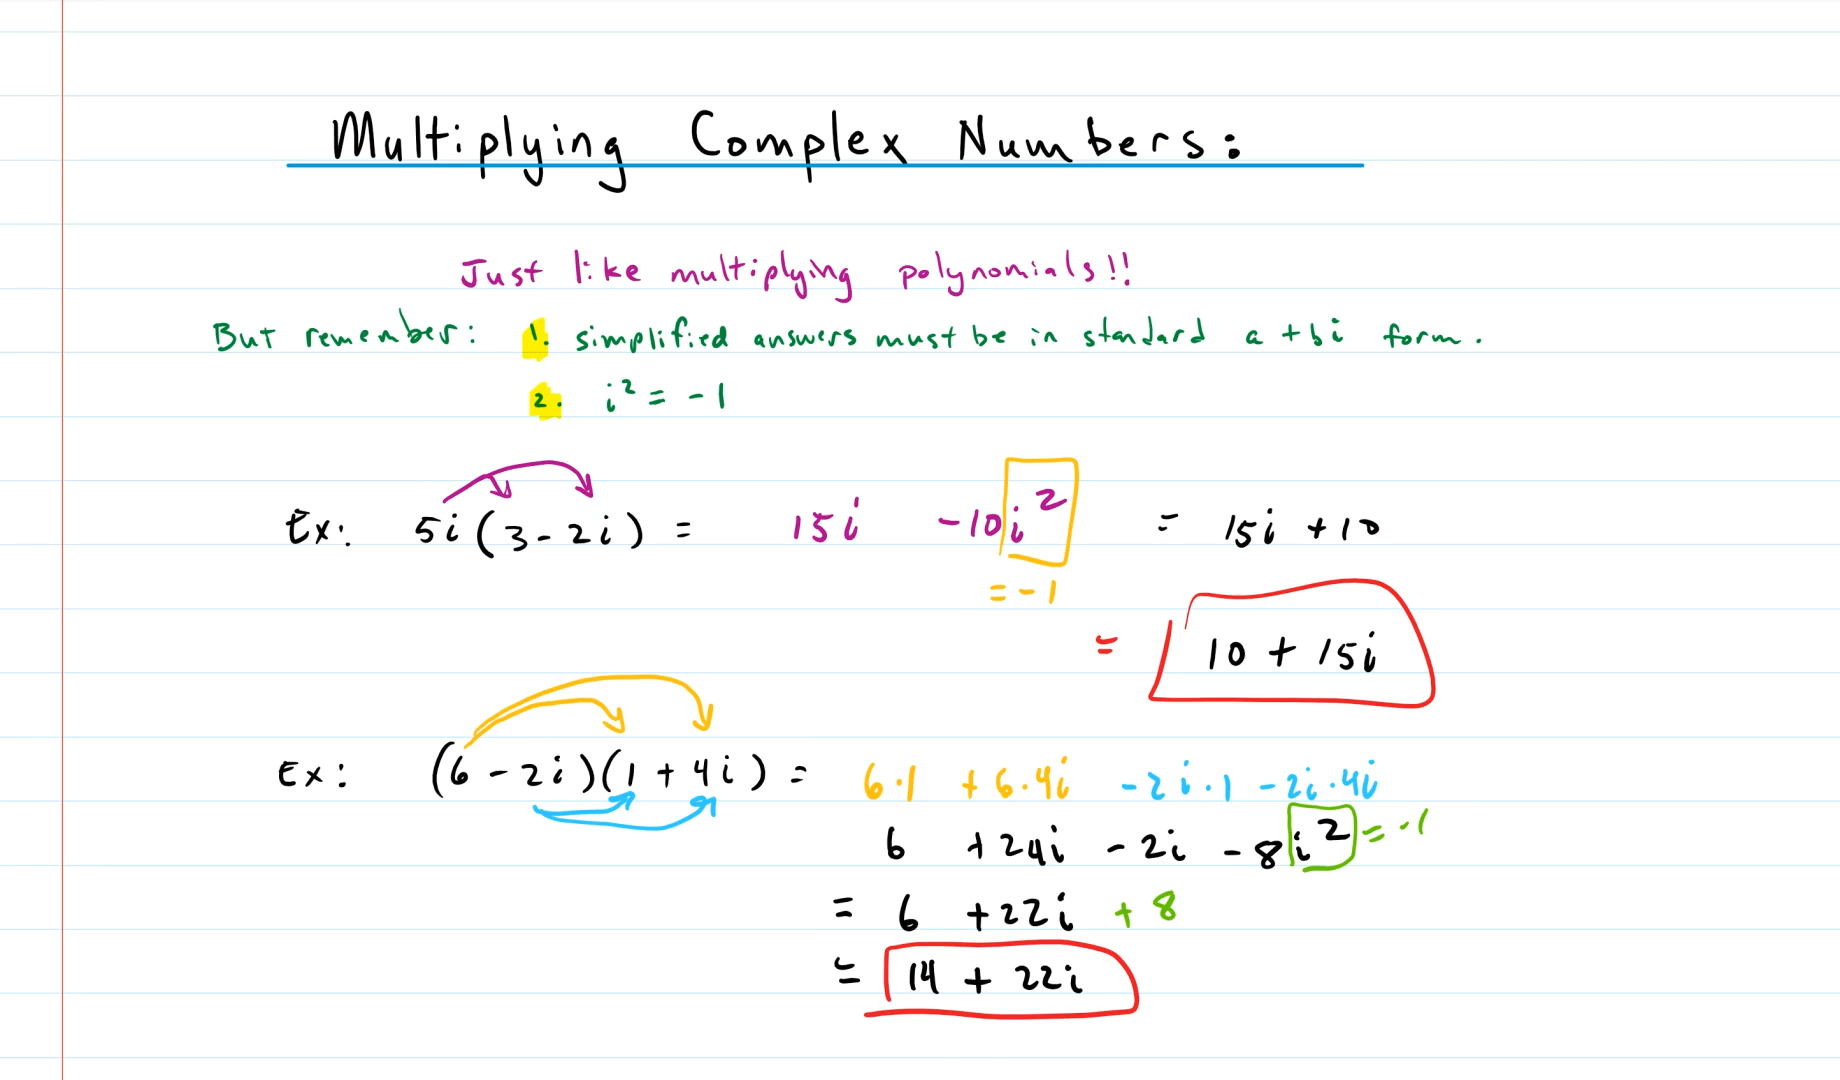 Multiplying Complex Numbers:
Just like multiplying polynomials!!
But remember: 1. simplified answers must be in standard a + bi form.
2. i² = -1
Ex: 5i(3-2i) = 15i -10i² = 15i + 10
= -1
= 10 + 15i
Ex: (6-2i)(1+4i) = 6·1 + 6·4i - 2i·1 - 2i·4i
6 + 24i - 2i - 8i² = -1
= 6 + 22i + 8
= 14 + 22i